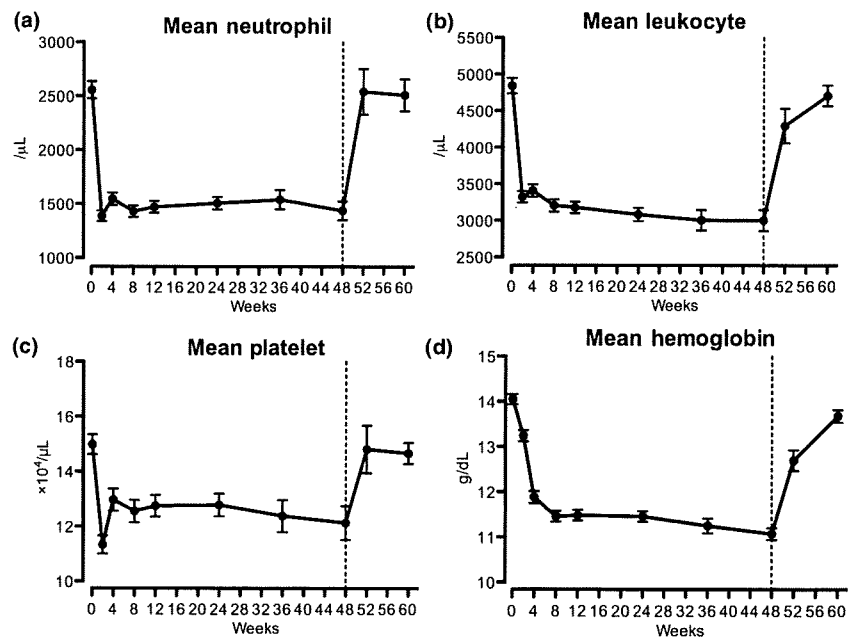 (a)
Mean neutrophil
3000
2500
2000
1500
1000
/µL
0 4 8 12 16 20 24 28 32 36 40 44 48 52 56 60
Weeks
(b)
Mean leukocyte
5500
5000
4500
4000
3500
3000
2500
/µL
0 4 8 12 16 20 24 28 32 36 40 44 48 52 56 60
Weeks
(c)
Mean platelet
18
16
14
12
10
×10⁴/µL
0 4 8 12 16 20 24 28 32 36 40 44 48 52 56 60
Weeks
(d)
Mean hemoglobin
15
14
13
12
11
10
g/dL
0 4 8 12 16 20 24 28 32 36 40 44 48 52 56 60
Weeks